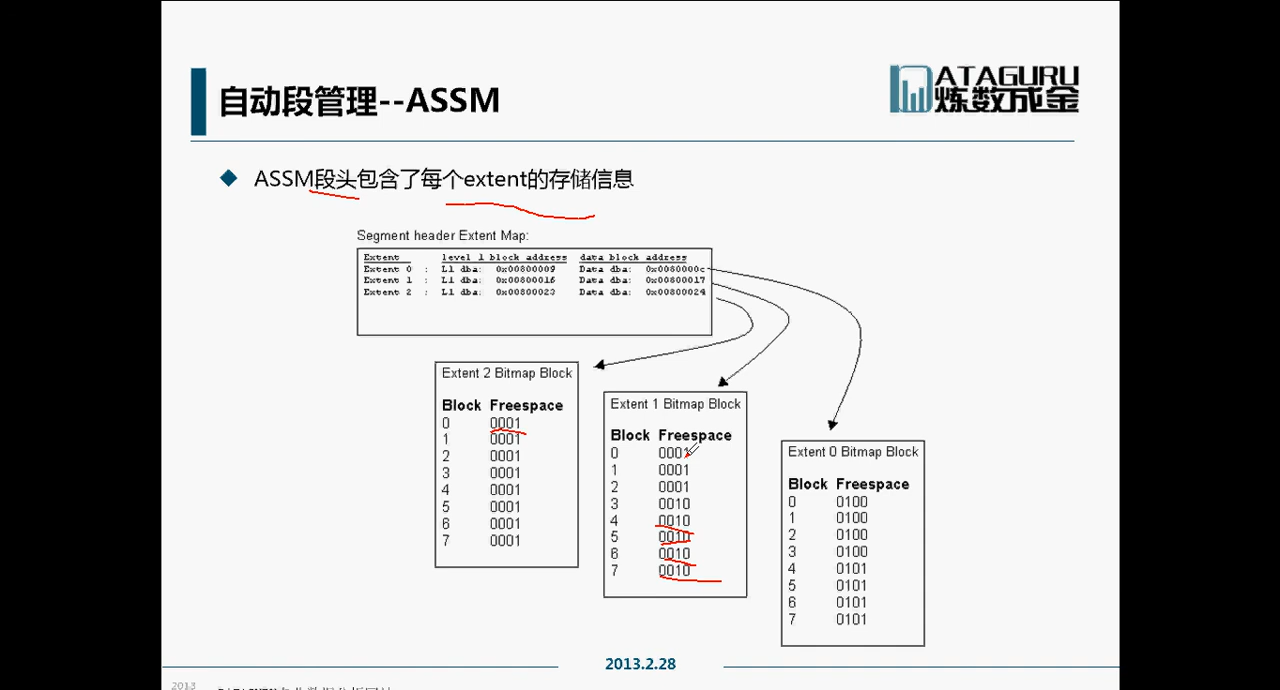 自动段管理--ASSM
ATAGURU
炼数成金
ASSM段头包含了每个extent的存储信息
Segment header Extent Map:
Extent level 1 block address data block address
Extent 0 : L1 dba: 0x00800009 Data dba: 0x0080000c
Extent 1 : L1 dba: 0x00800016 Data dba: 0x00800017
Extent 2 : L1 dba: 0x00800023 Data dba: 0x00800024
Extent 2 Bitmap Block
Block Freespace
0 0001
1 0001
2 0001
3 0001
4 0001
5 0001
6 0001
7 0001
Extent 1 Bitmap Block
Block Freespace
0 0001
1 0001
2 0001
3 0010
4 0010
5 0010
6 0010
7 0010
Extent 0 Bitmap Block
Block Freespace
0 0100
1 0100
2 0100
3 0100
4 0101
5 0101
6 0101
7 0101
2013.2.28
2013